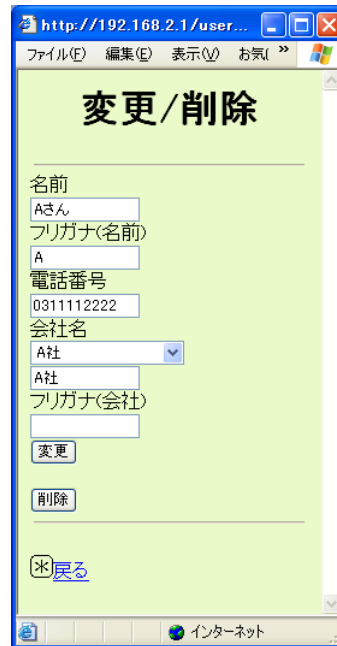 http://192.168.2.1/user...
ファイル(F) 編集(E) 表示(V) お気( »
変更/削除
名前
Aさん
フリガナ(名前)
A
電話番号
0311112222
会社名
A社
A社
フリガナ(会社)
変更
削除
*戻る
インターネット